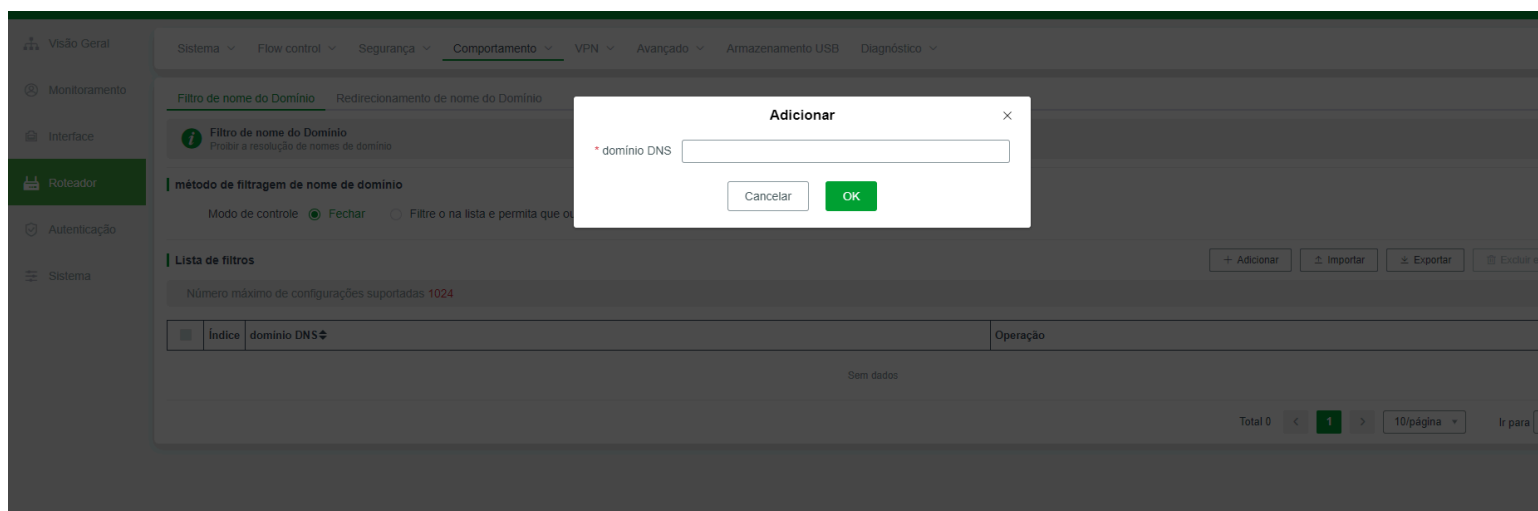 Visão Geral
Sistema Flow control Segurança Comportamento VPN Avançado Armazenamento USB Diagnóstico
Monitoramento
Filtro de nome do Domínio Redirecionamento de nome do Domínio
Adicionar
Interface
Filtro de nome do Domínio
Proibir a resolução de nomes de domínio
* domínio DNS
Roteador
método de filtragem de nome de domínio
Cancelar OK
Modo de controle Fechar Filtre o na lista e permita que ou
Autenticação
Lista de filtros
+ Adicionar Importar Exportar Excluir
Sistema
Número máximo de configurações suportadas 1024
Índice domínio DNS Operação
Sem dados
Total 0 < 1 > 10/página Ir para